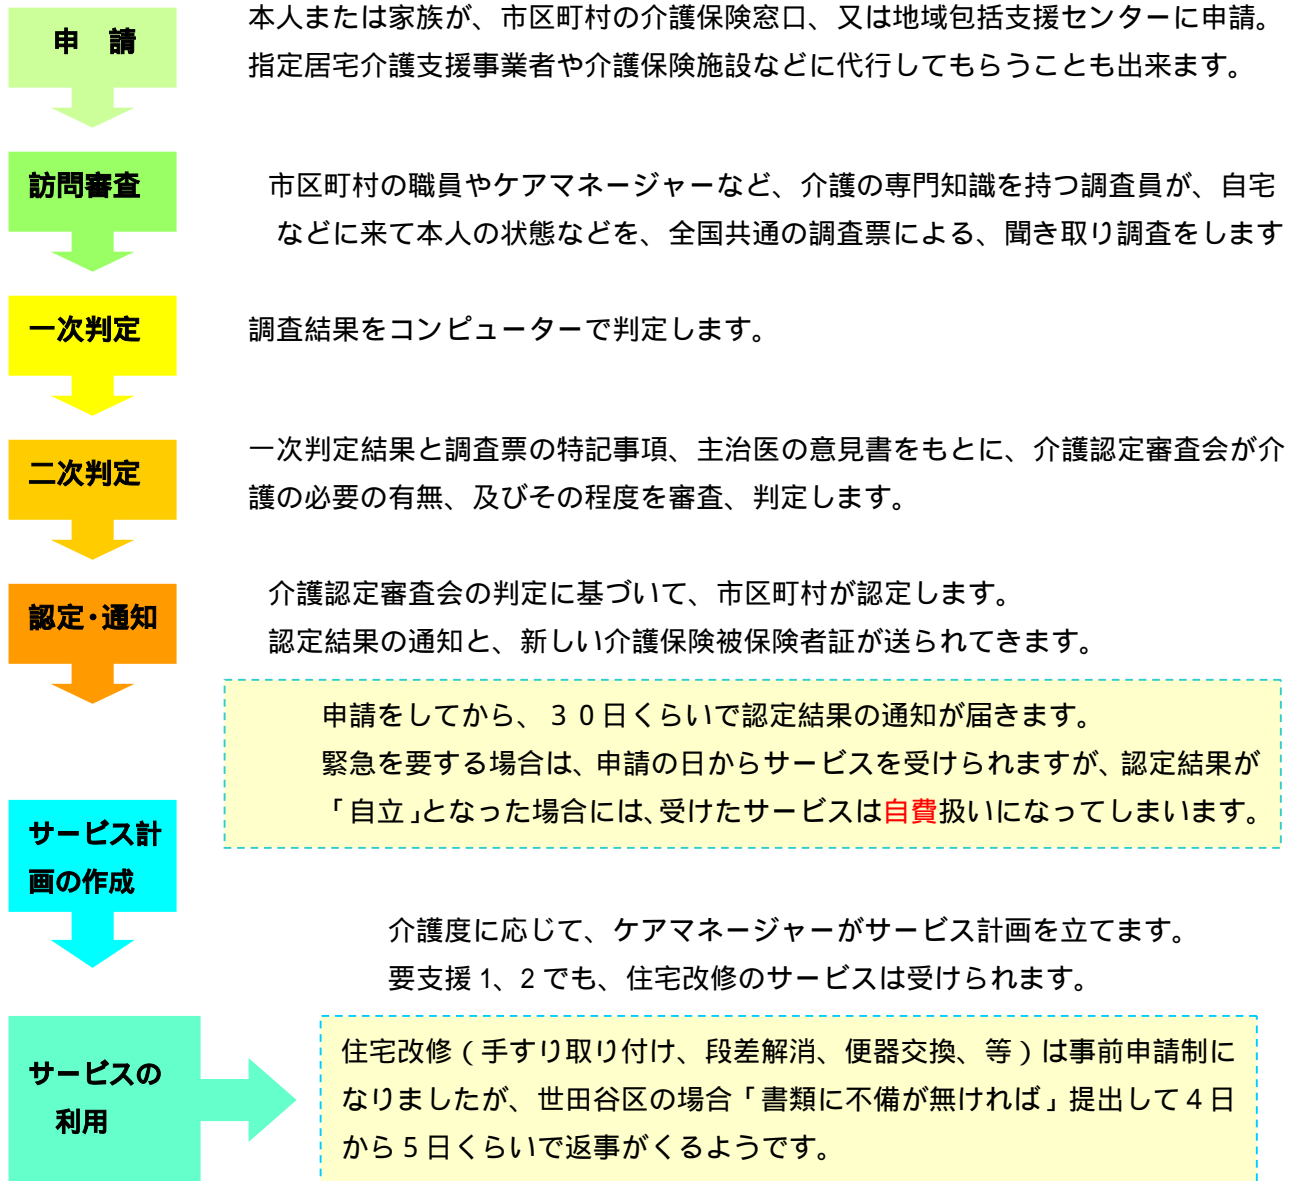 申　請
本人または家族が、市区町村の介護保険窓口、又は地域包括支援センターに申請。
指定居宅介護支援事業者や介護保険施設などに代行してもらうことも出来ます。
訪問審査
市区町村の職員やケアマネージャーなど、介護の専門知識を持つ調査員が、自宅
などに来て本人の状態などを、全国共通の調査票による、聞き取り調査をします
一次判定
調査結果をコンピューターで判定します。
二次判定
一次判定結果と調査票の特記事項、主治医の意見書をもとに、介護認定審査会が介
護の必要の有無、及びその程度を審査、判定します。
認定・通知
介護認定審査会の判定に基づいて、市区町村が認定します。
認定結果の通知と、新しい介護保険被保険者証が送られてきます。
申請をしてから、３０日くらいで認定結果の通知が届きます。
緊急を要する場合は、申請の日からサービスを受けられますが、認定結果が
「自立」となった場合には、受けたサービスは自費扱いになってしまいます。
サービス計
画の作成
介護度に応じて、ケアマネージャーがサービス計画を立てます。
要支援 1、2 でも、住宅改修のサービスは受けられます。
サービスの
利用
住宅改修（手すり取り付け、段差解消、便器交換、等）は事前申請制に
なりましたが、世田谷区の場合「書類に不備が無ければ」提出して４日
から５日くらいで返事がくるようです。